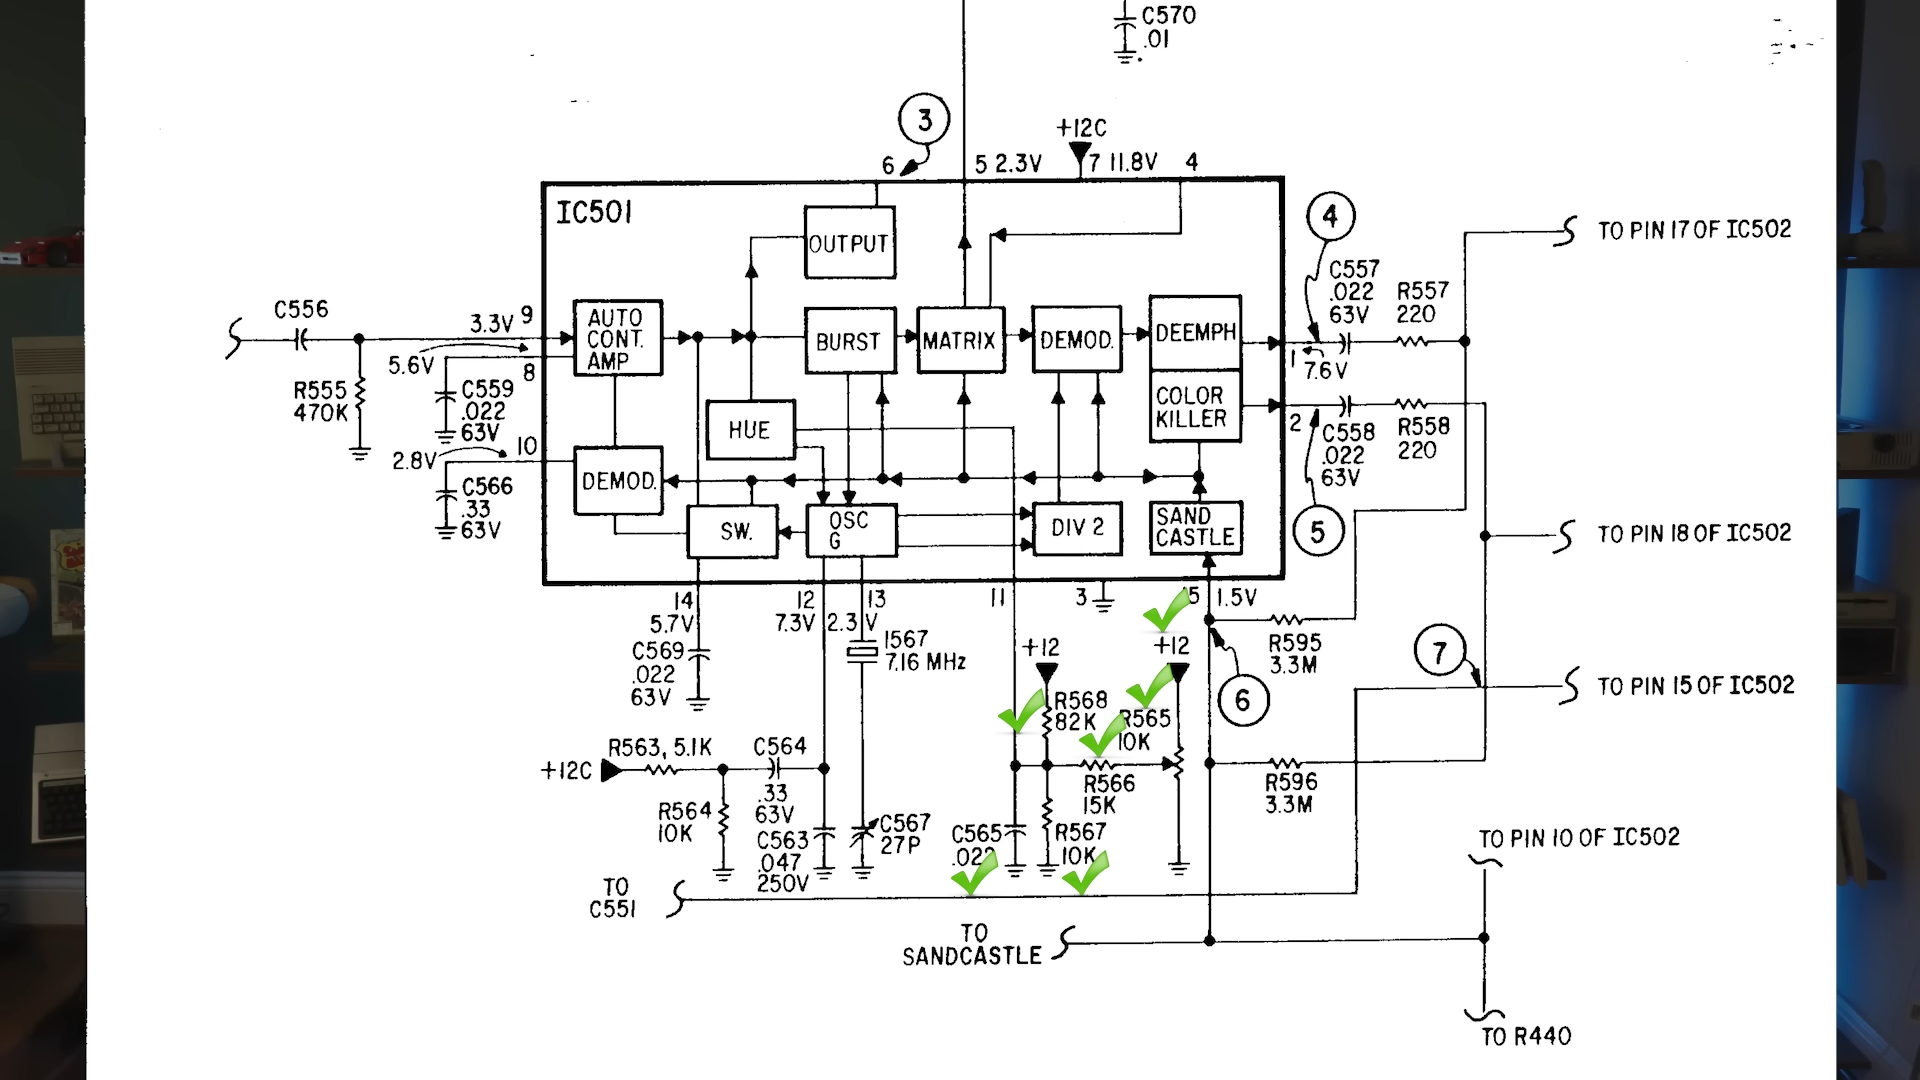 C570
.01
3
+12C
6
5 2.3V
7 11.8V
4
IC501
OUTPUT
4
TO PIN 17 OF IC502
C557
.022
63V
R557
220
C556
3.3V 9
AUTO
CONT.
AMP
BURST
MATRIX
DEMOD.
DEEMPH
5.6V
8
1
7.6V
R555
470K
C559
.022
63V
HUE
COLOR
KILLER
2
C558
.022
63V
R558
220
10
2.8V
C566
.33
63V
DEMOD.
SW.
OSC
G
DIV 2
SAND
CASTLE
5
TO PIN 18 OF IC502
14
5.7V
12
7.3V
13
2.3 V
11
3
5 1.5V
C569
.022
63V
1567
7.16 MHz
+12
+12
R595
3.3M
7
6
TO PIN 15 OF IC502
R568
82K
R565
10K
R563, 5.1K
C564
.33
63V
+12C
R564
10K
C563
.047
250V
C567
27P
R566
15K
R596
3.3M
C565
.022
R567
10K
TO PIN 10 OF IC502
TO
C551
TO
SANDCASTLE
TO R440